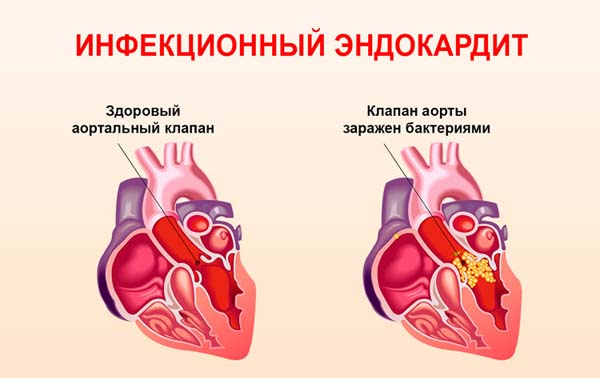 ИНФЕКЦИОННЫЙ ЭНДОКАРДИТ
Здоровый
аортальный клапан
Клапан аорты
заражен бактериями